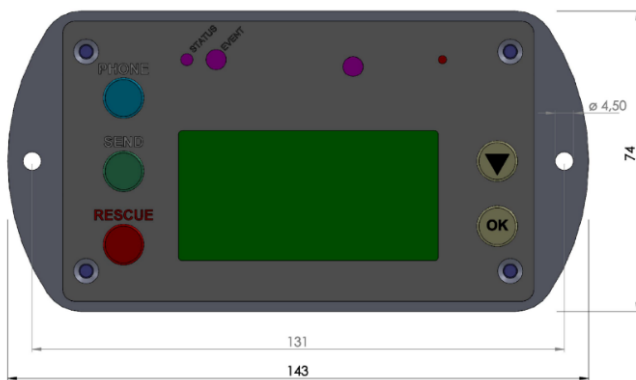 STATUS
EVENT
PHONE
ø 4,50
SEND
74
RESCUE
OK
131
143